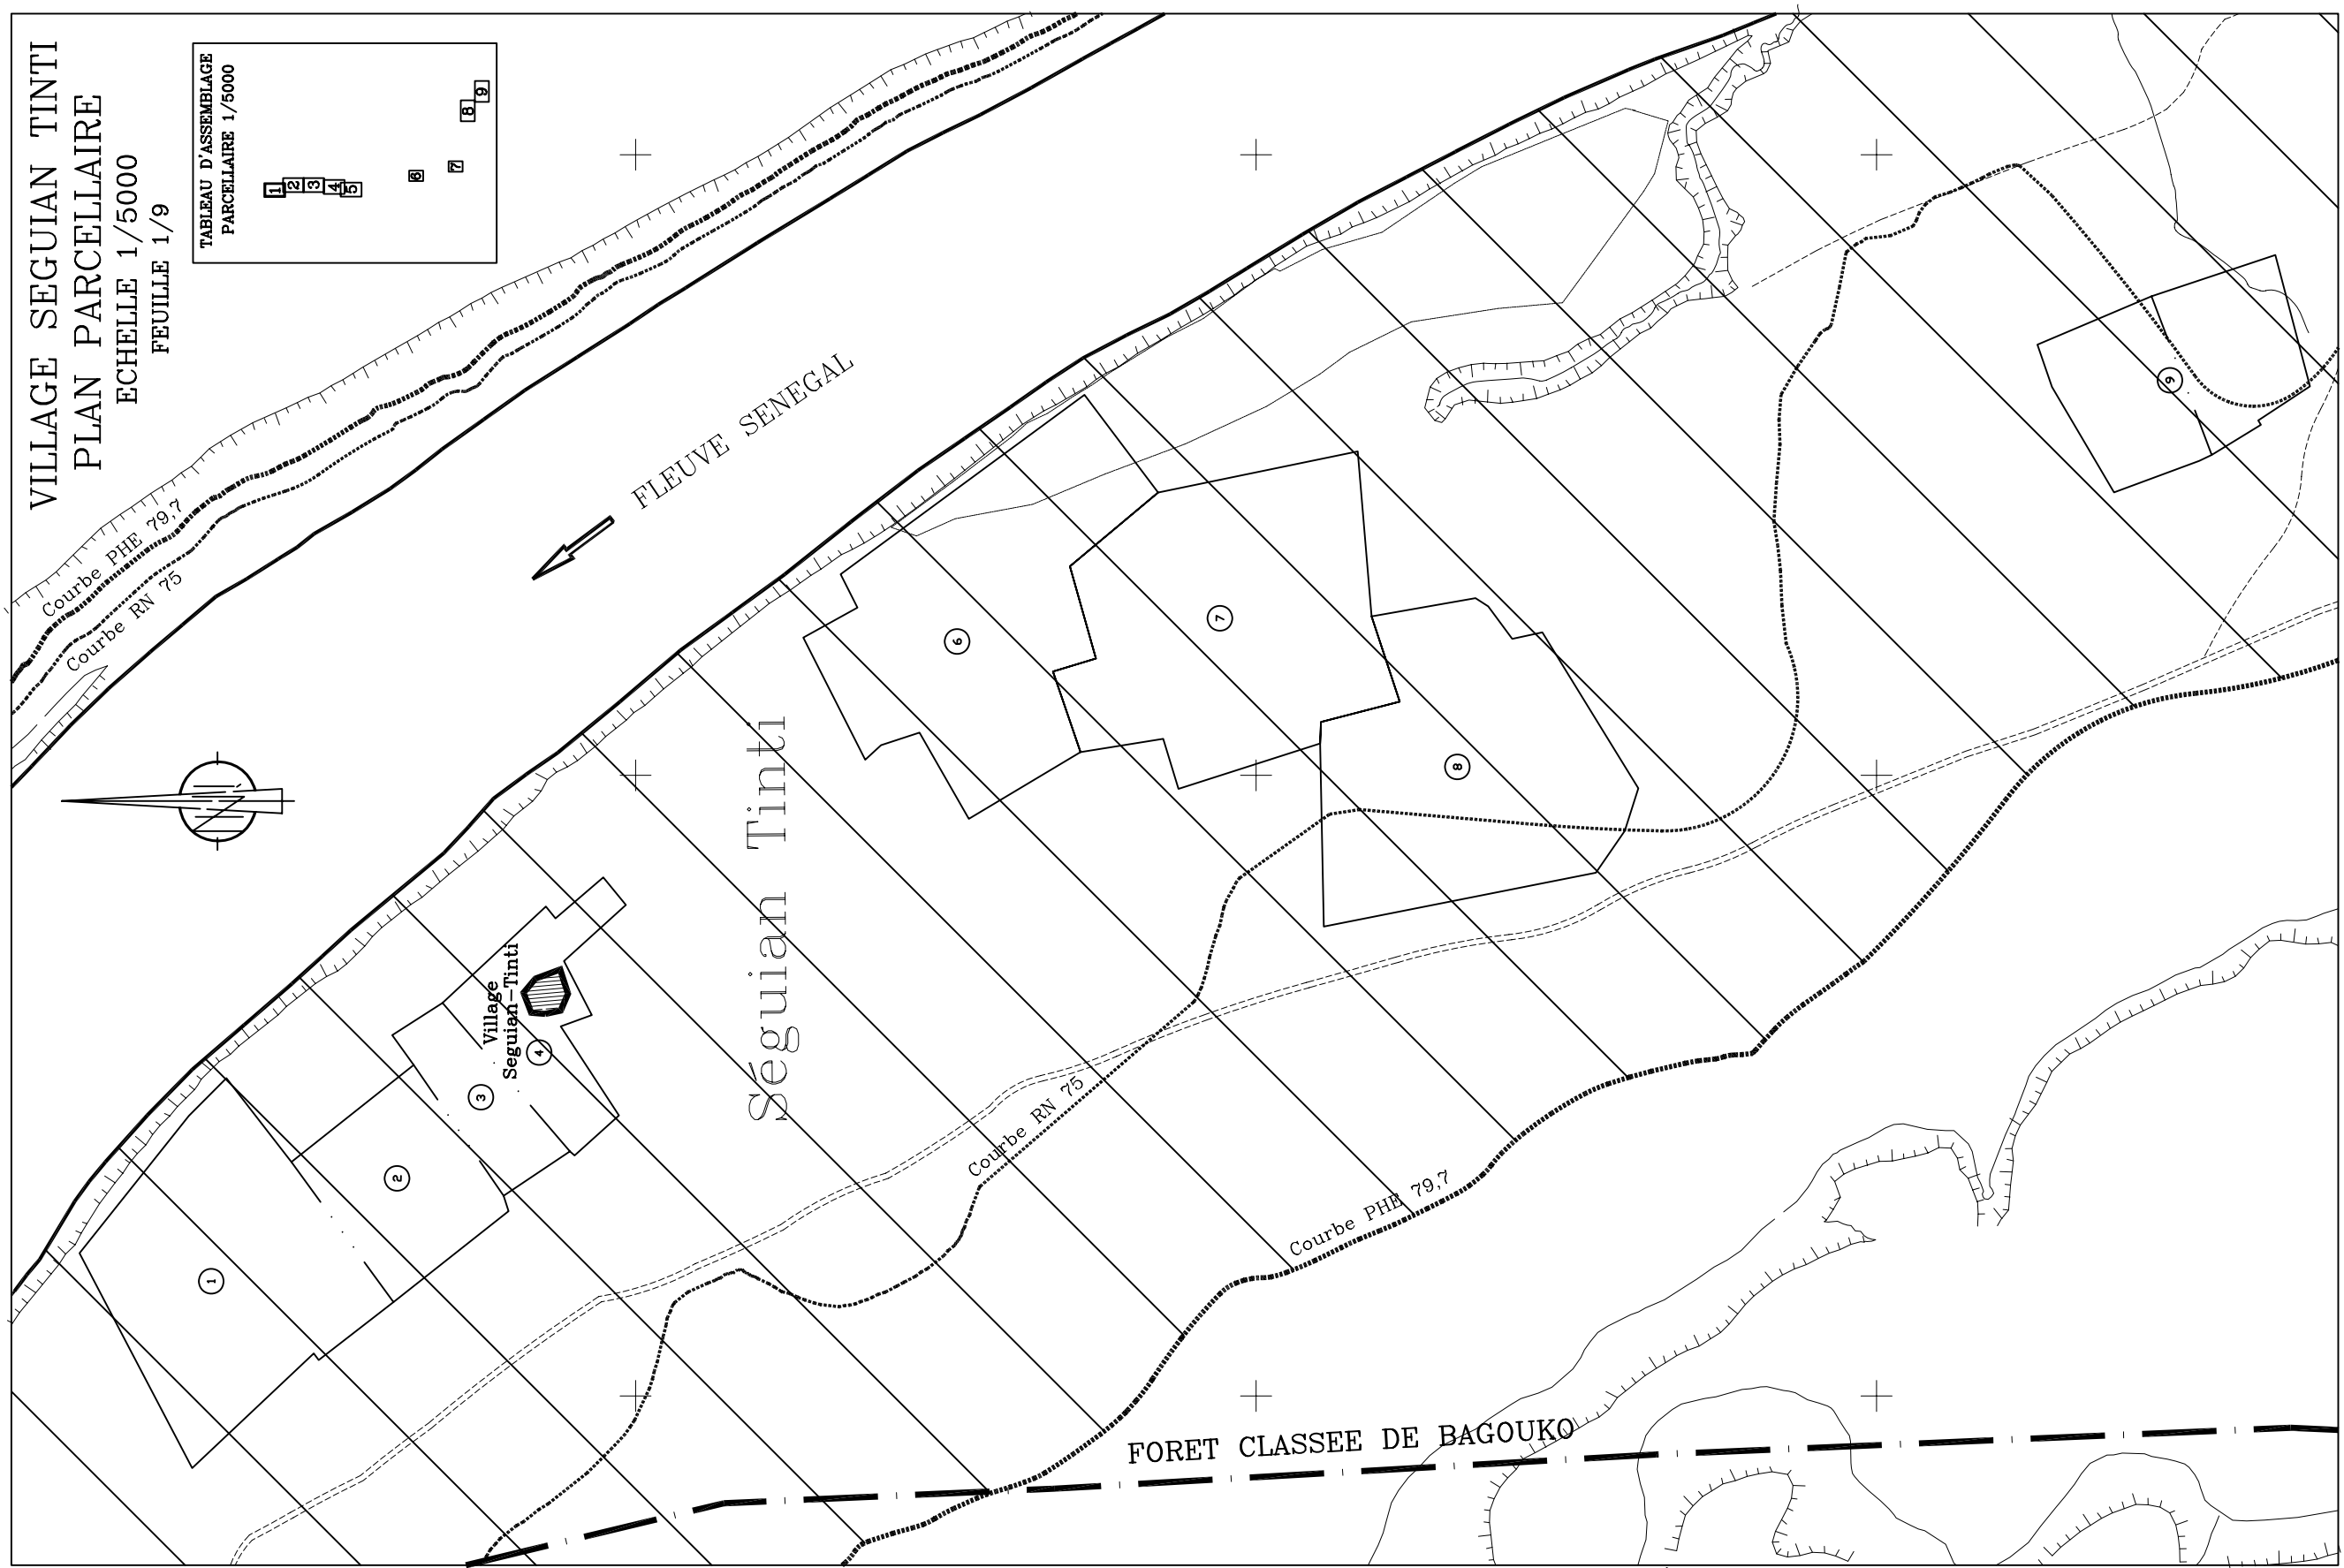 VILLAGE SEGUIAN TINTI
PLAN PARCELLAIRE
ECHELLE 1/5000
FEUILLE 1/9
TABLEAU D'ASSEMBLAGE
PARCELLAIRE 1/5000
1
2
3
4
5
6
7
8
9
Courbe PHE 79,7
Courbe RN 75
FLEUVE SENEGAL
N
Séguian Tinti
Village
Seguian-Tinti
1
2
3
4
6
7
8
9
Courbe RN 75
Courbe PHE 79,7
FORET CLASSEE DE BAGOUKO